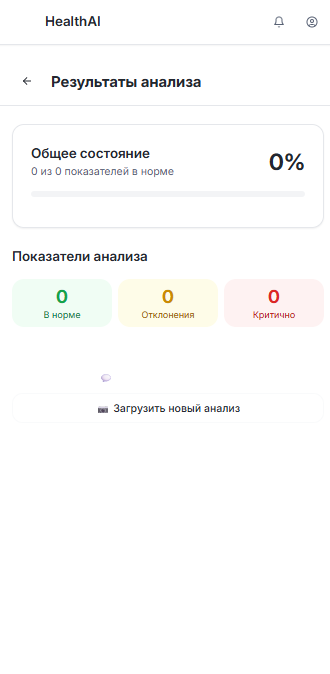 HealthAI
Результаты анализа
Общее состояние
0 из 0 показателей в норме
0%
Показатели анализа
0
В норме
0
Отклонения
0
Критично
Загрузить новый анализ